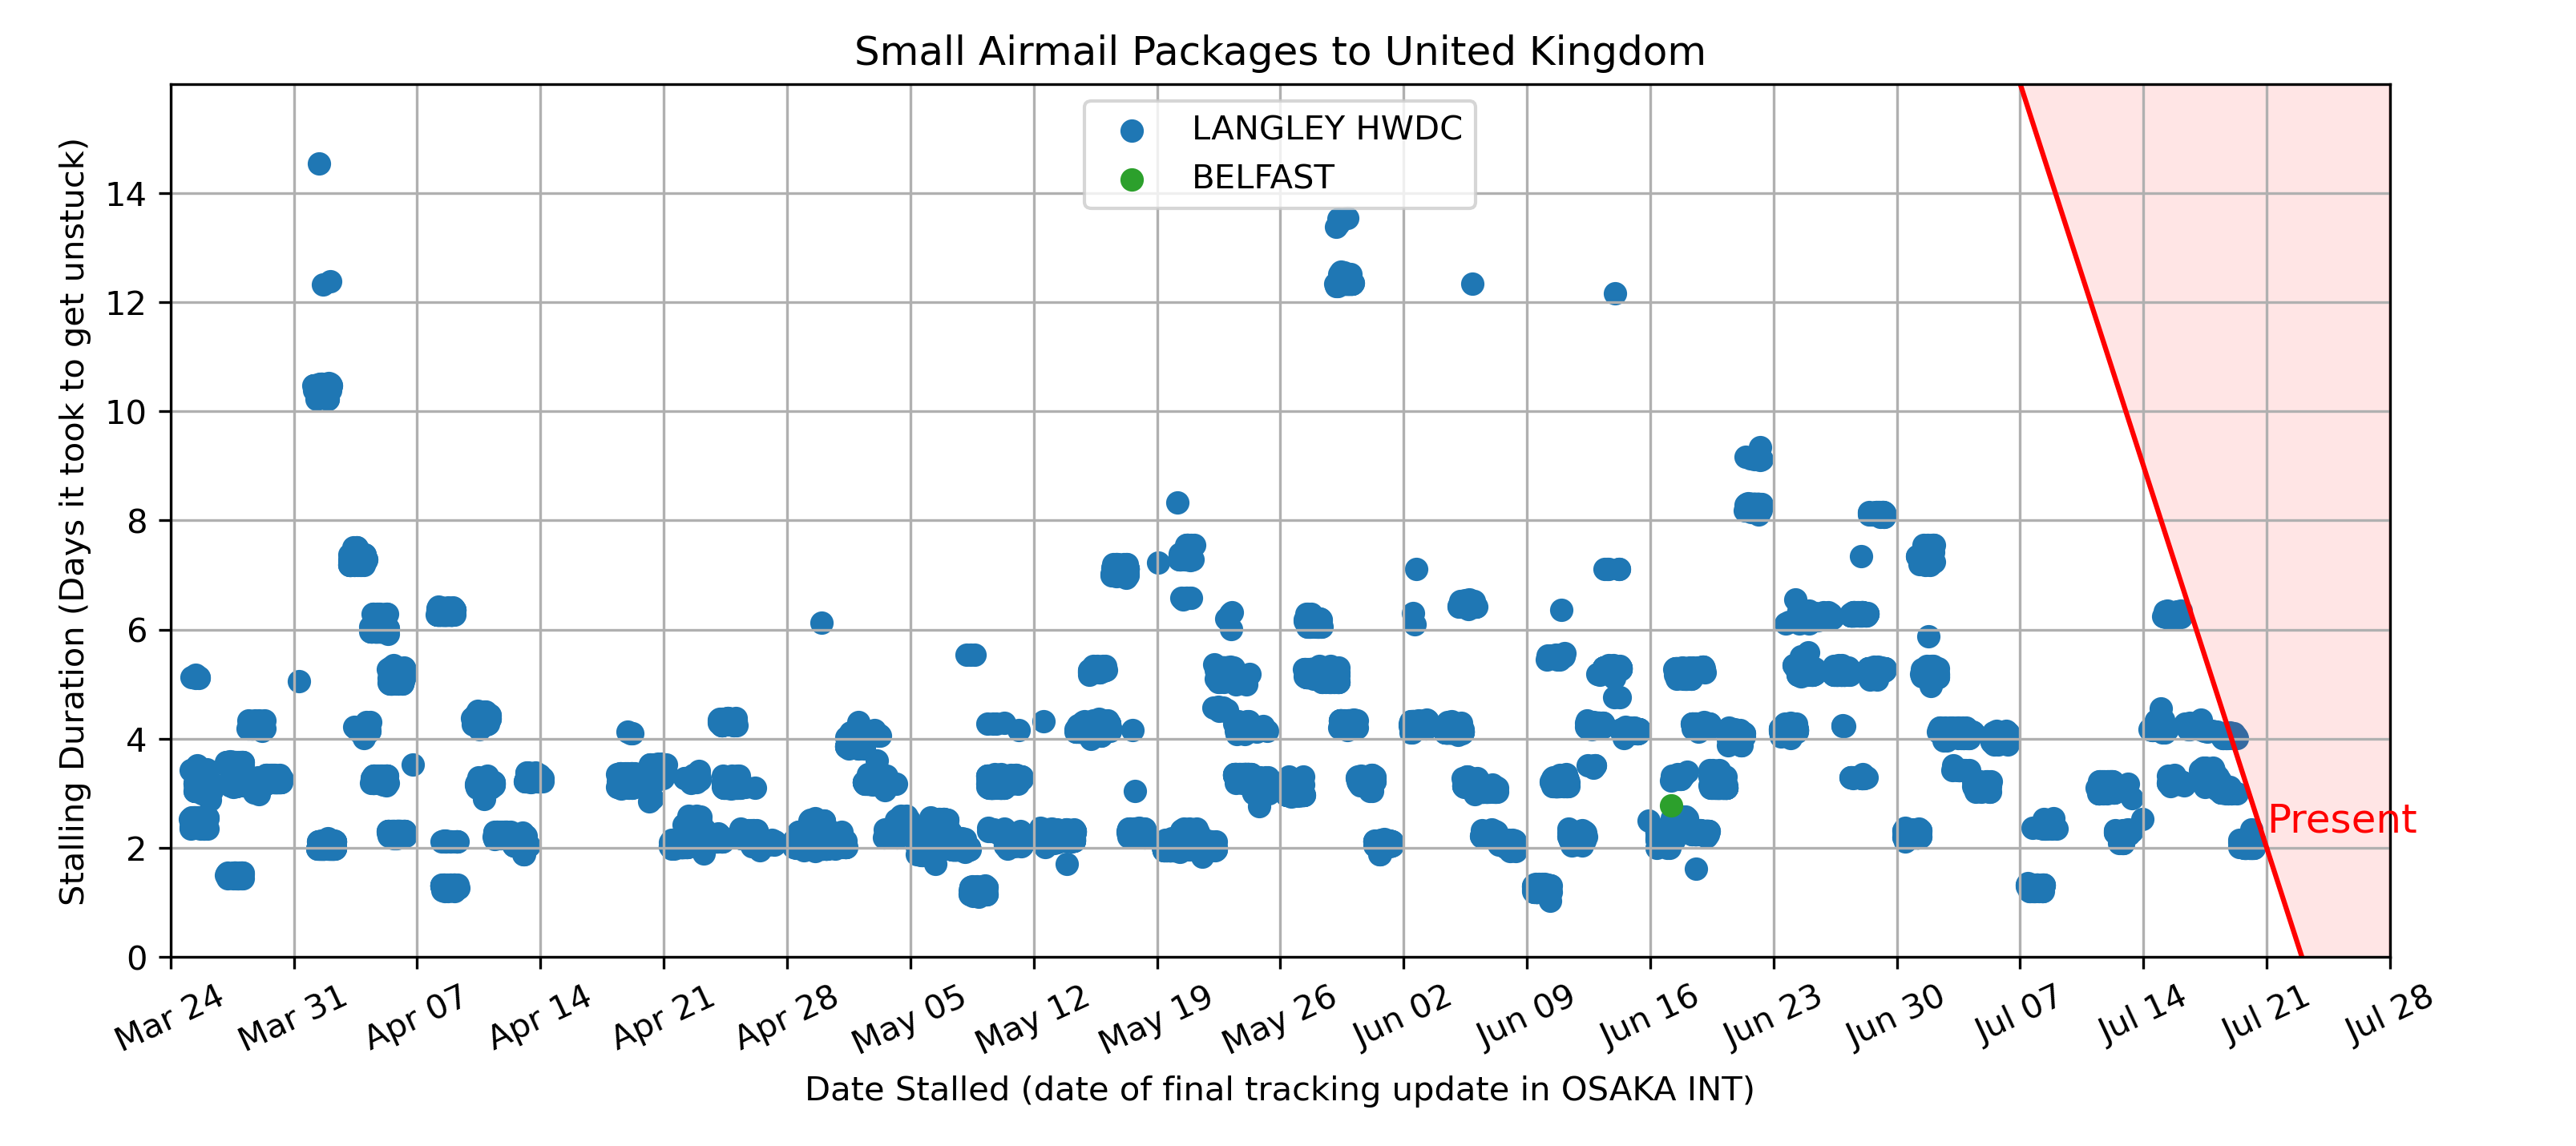 Small Airmail Packages to United Kingdom
LANGLEY HWDC
BELFAST
Stalling Duration (Days it took to get unstuck)
14
12
10
8
6
4
2
0
Present
Mar 24
Mar 31
Apr 07
Apr 14
Apr 21
Apr 28
May 05
May 12
May 19
May 26
Jun 02
Jun 09
Jun 16
Jun 23
Jun 30
Jul 07
Jul 14
Jul 21
Jul 28
Date Stalled (date of final tracking update in OSAKA INT)